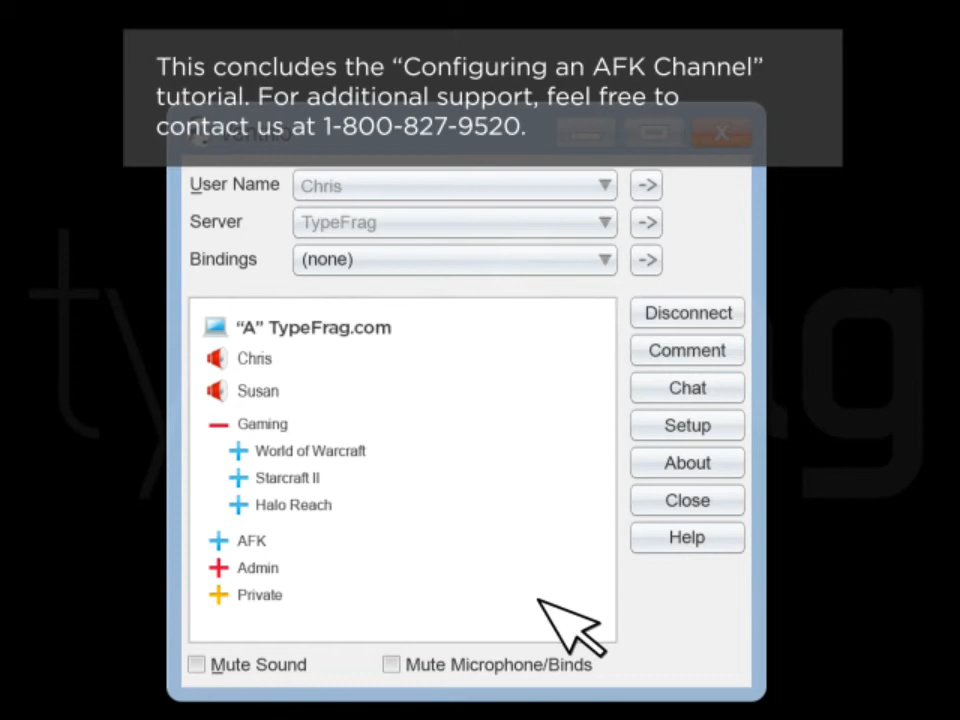 This concludes the “Configuring an AFK Channel”
tutorial. For additional support, feel free to
contact us at 1-800-827-9520.
User Name
Chris
->
Server
TypeFrag
->
Bindings
(none)
->
“A” TypeFrag.com
Chris
Susan
Gaming
World of Warcraft
Starcraft II
Halo Reach
AFK
Admin
Private
Disconnect
Comment
Chat
Setup
About
Close
Help
Mute Sound
Mute Microphone/Binds